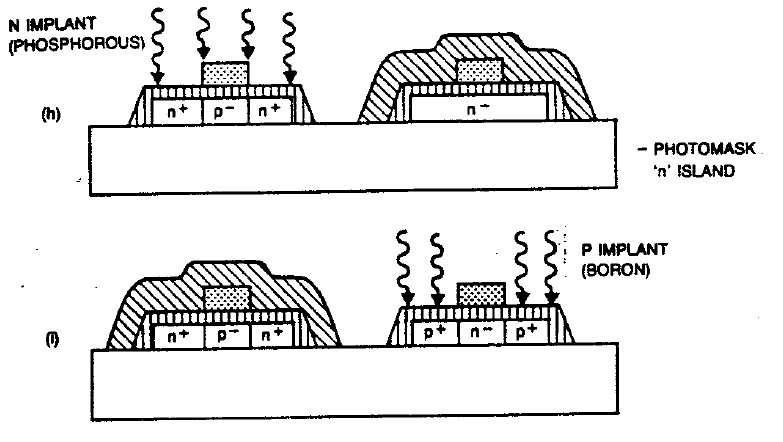 N IMPLANT
(PHOSPHOROUS)
(h)
n+ p− n+
n−
− PHOTOMASK
'n' ISLAND
P IMPLANT
(BORON)
(i)
n+ p− n+
p+ n− p+